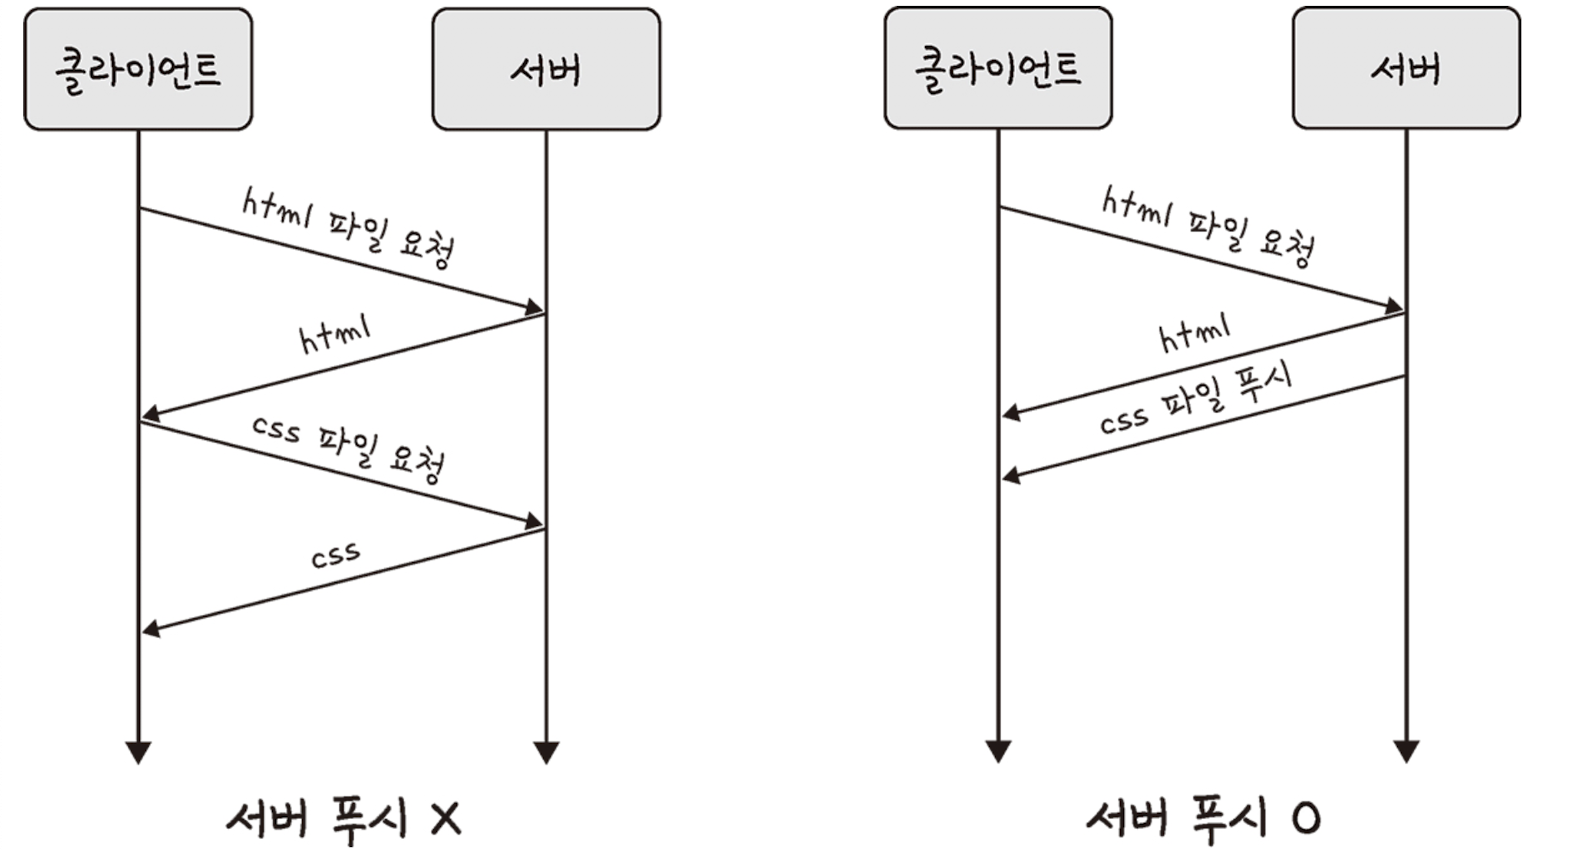 클라이언트
서버
html 파일 요청
html
css 파일 요청
css
서버 푸시 X
클라이언트
서버
html 파일 요청
html
css 파일 푸시
서버 푸시 O